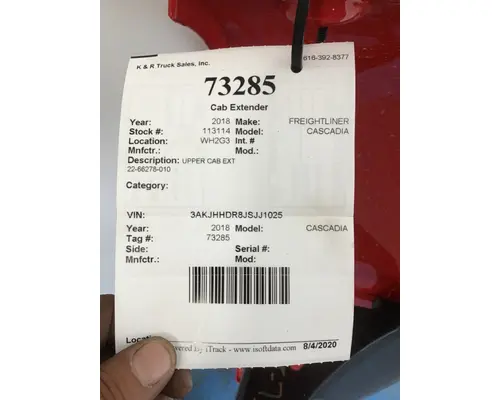 K & R Truck Sales, Inc. 616-392-8377
73285
Cab Extender
Year: 2018 Make: FREIGHTLINER
Stock #: 113114 Model: CASCADIA
Location: WH2G3 Int. #
Mnfctr.: Mod.:
Description: UPPER CAB EXT
22-66278-010
Category:
VIN: 3AKJHHDR8JSJJ1025
Year: 2018 Model: CASCADIA
Tag #: 73285
Side: Serial #:
Mnfctr.: Mod:
Locatio
wered by iTrack - www.isoftdata.com 8/4/2020